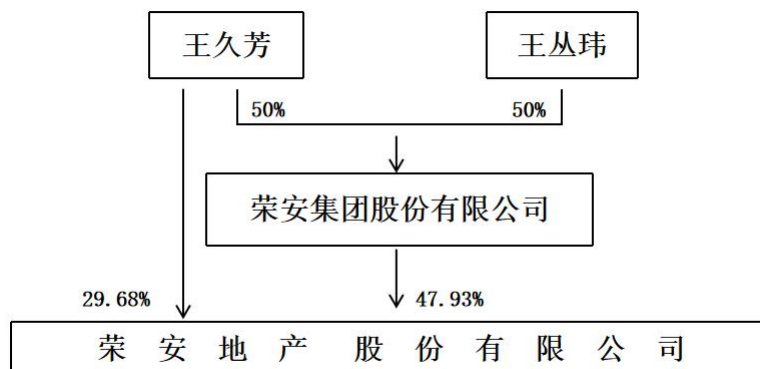 王久芳 王丛玮
50% 50%
荣安集团股份有限公司
29.68% 47.93%
荣安地产股份有限公司